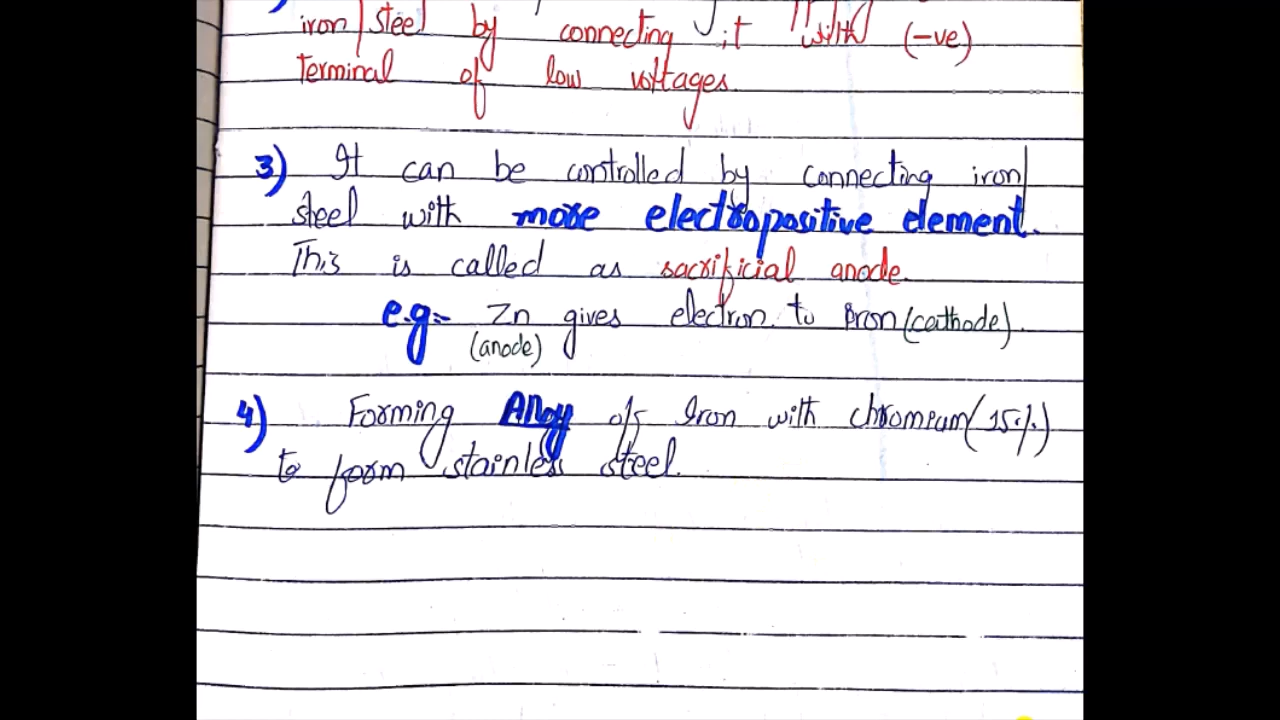 iron/steel by connecting it with (-ve)
terminal of low voltages.
3) It can be controlled by connecting iron/
steel with more electropositive element.
This is called as sacrificial anode.
e.g:- Zn gives electron to Iron (cathode).
(anode)
4) Forming Alloy of Iron with chromium (15%)
to form stainless steel.